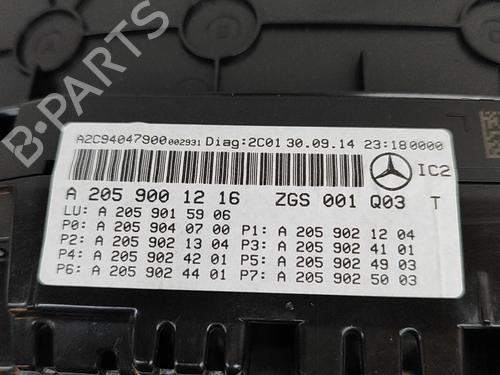 A2C94047900002931 Diag:2C01 30.09.14 23:180000
IC2
A 205 900 12 16 ZGS 001 Q03 T
LU: A 205 901 59 06
P0: A 205 904 07 00 P1: A 205 902 12 04
P2: A 205 902 13 04 P3: A 205 902 41 01
P4: A 205 902 42 01 P5: A 205 902 49 03
P6: A 205 902 44 01 P7: A 205 902 50 03
B-PARTS